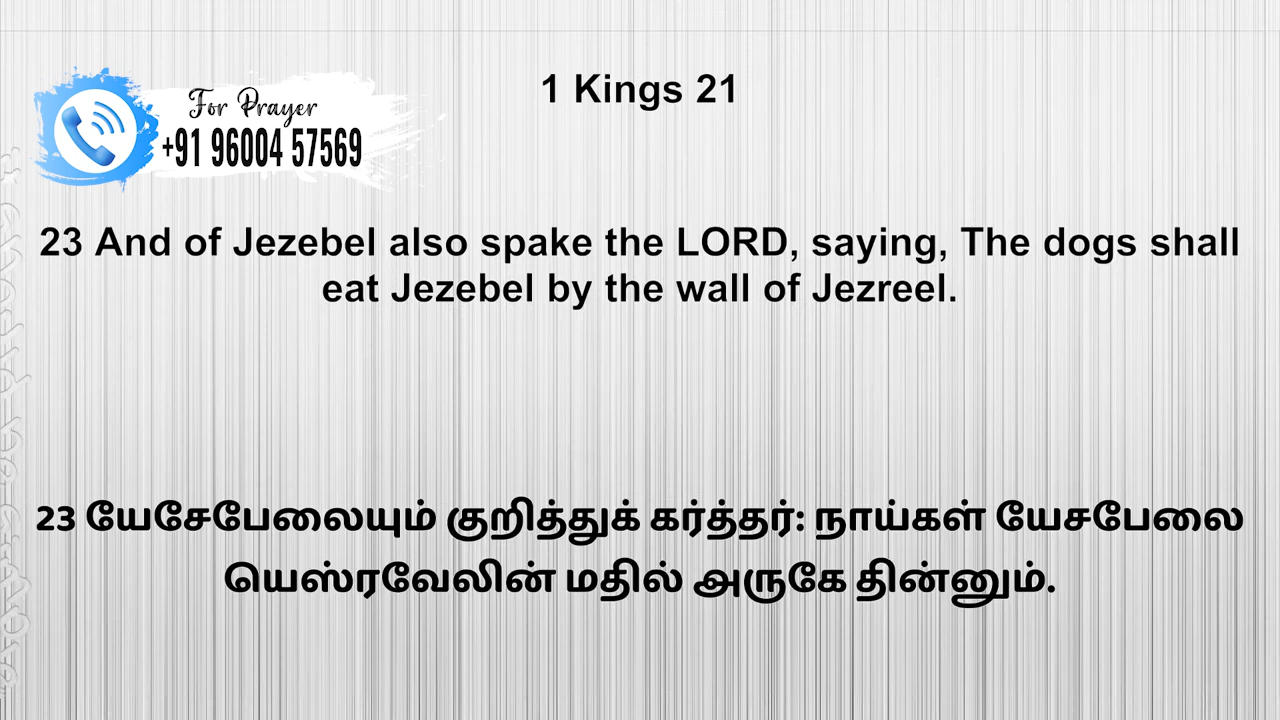 1 Kings 21
For Prayer
+91 96004 57569
23 And of Jezebel also spake the LORD, saying, The dogs shall
eat Jezebel by the wall of Jezreel.
23 யேசேபேலையும் குறித்துக் கர்த்தர்: நாய்கள் யேசபேலை
யெஸ்ரவேலின் மதில் அருகே தின்னும்.